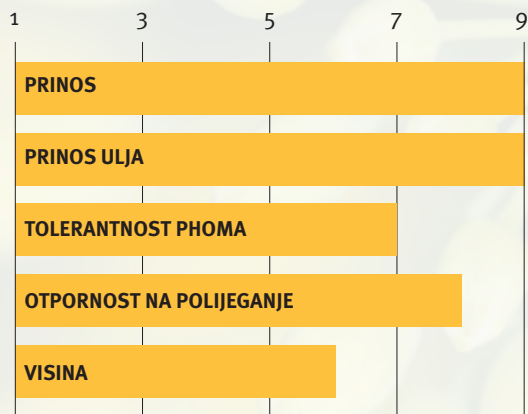 1 3 5 7 9
PRINOS
PRINOS ULJA
TOLERANTNOST PHOMA
OTPORNOST NA POLIJEGANJE
VISINA